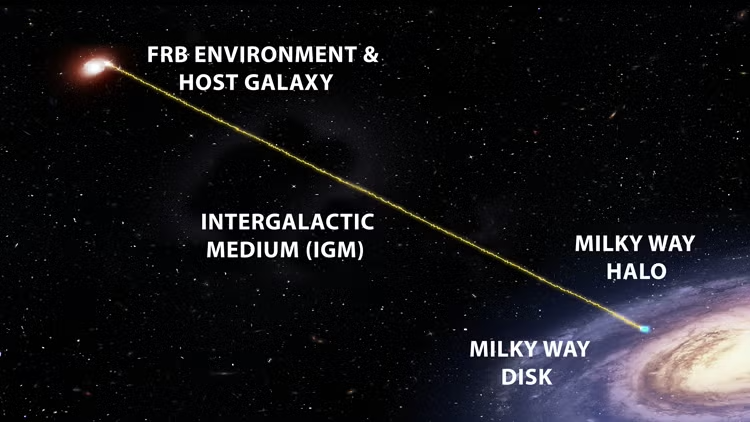 FRB ENVIRONMENT &
HOST GALAXY
INTERGALACTIC
MEDIUM (IGM)
MILKY WAY
HALO
MILKY WAY
DISK